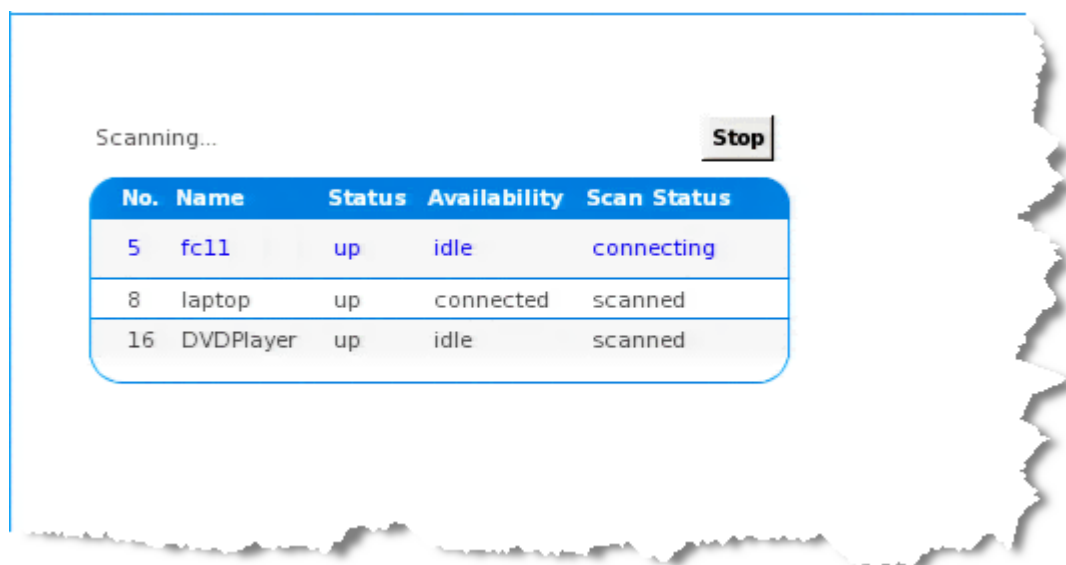 Scanning... Stop
No. Name Status Availability Scan Status
5 fc11 up idle connecting
8 laptop up connected scanned
16 DVDPlayer up idle scanned